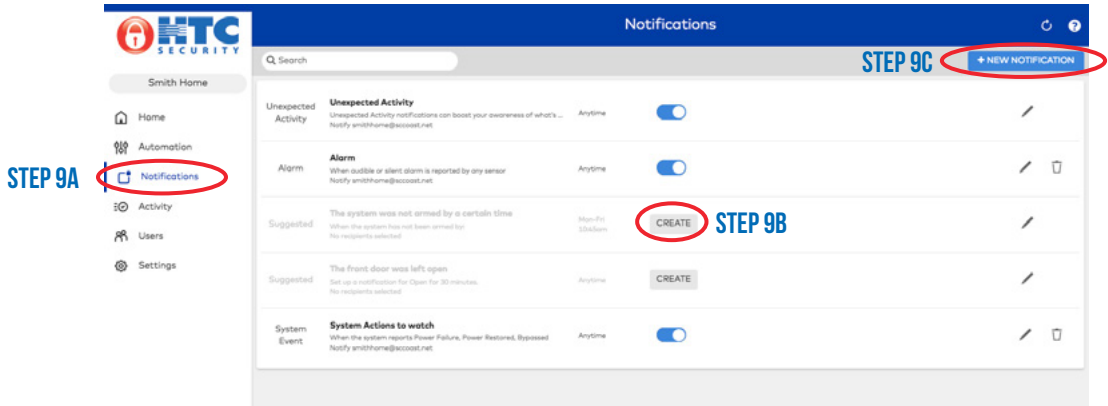 HTC
SECURITY
Notifications
Search
STEP 9C
+ NEW NOTIFICATION
Smith Home
Home
Automation
STEP 9A
Notifications
Activity
Users
Settings
Unexpected
Activity
Unexpected Activity
Unexpected Activity notifications can boost your awareness of what's ...
Notify smithhome@sccoast.net
Anytime
Alarm
Alarm
When audible or silent alarm is reported by any sensor
Notify smithhome@sccoast.net
Anytime
Suggested
The system was not armed by a certain time
When the system has not been armed by:
No recipients selected
Mon-Fri
10:45am
CREATE
STEP 9B
Suggested
The front door was left open
Set up a notification for Open for 30 minutes.
No recipients selected
Anytime
CREATE
System
Event
System Actions to watch
When the system reports Power Failure, Power Restored, Bypassed
Notify smithhome@sccoast.net
Anytime